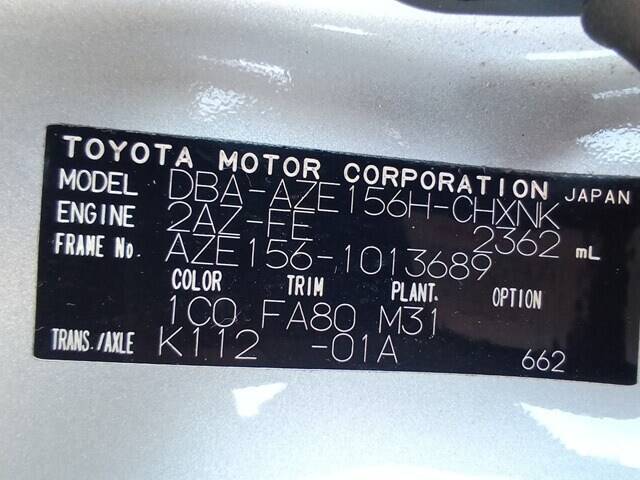 TOYOTA MOTOR CORPORATION JAPAN
MODEL DBA-AZE156H-CHXNK
ENGINE 2AZ-FE 2362 mL
FRAME No. AZE156-1013689
COLOR TRIM PLANT. OPTION
1C0 FA80 M31
TRANS./AXLE K112 -01A 662